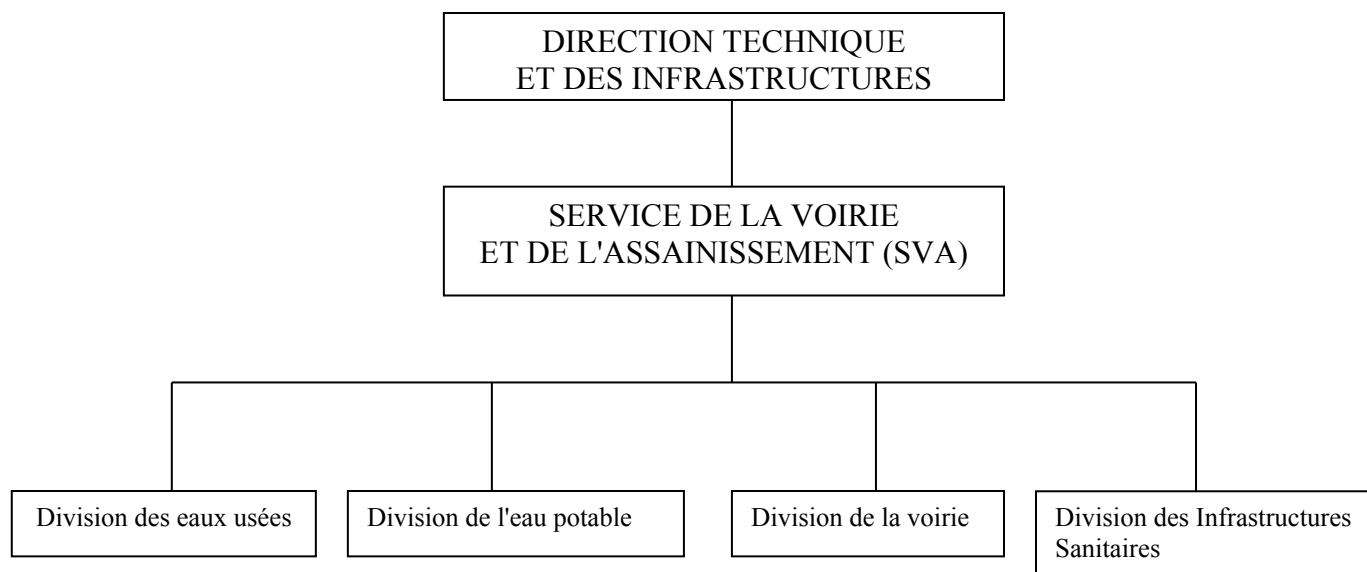 DIRECTION TECHNIQUE
ET DES INFRASTRUCTURES
SERVICE DE LA VOIRIE
ET DE L'ASSAINISSEMENT (SVA)
Division des eaux usées
Division de l'eau potable
Division de la voirie
Division des Infrastructures
Sanitaires